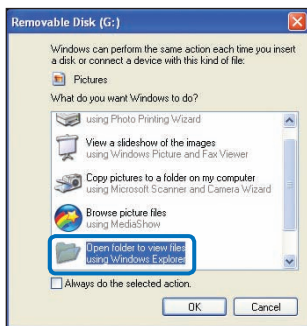 Removable Disk (G:)
Windows can perform the same action each time you insert
a disk or connect a device with this kind of file:
Pictures
What do you want Windows to do?
using Photo Printing Wizard
View a slideshow of the images
using Windows Picture and Fax Viewer
Copy pictures to a folder on my computer
using Microsoft Scanner and Camera Wizard
Browse picture files
using MediaShow
Open folder to view files
using Windows Explorer
Always do the selected action.
OK
Cancel